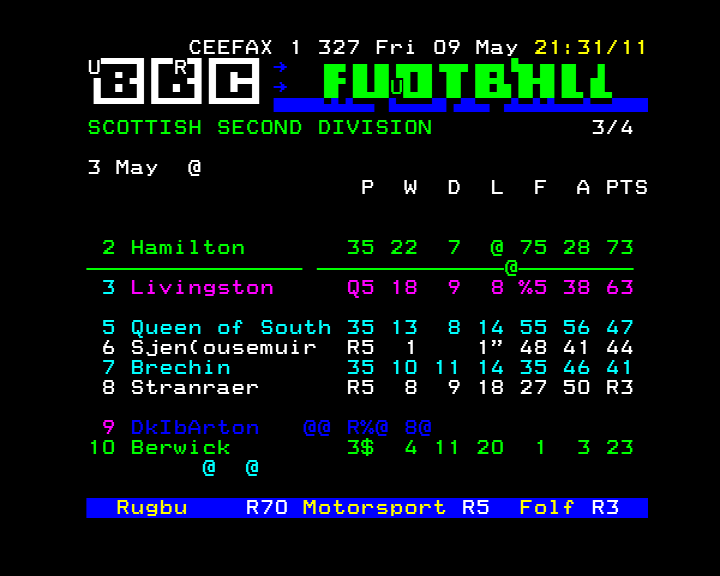 CEEFAX 1 327 Fri 09 May 21:31/11
BBC FOOTBALL
SCOTTISH SECOND DIVISION 3/4
3 May @
P W D L F A PTS
2 Hamilton 35 22 7 @ 75 28 73
@
3 Livingston Q5 18 9 8 %5 38 63
5 Queen of South 35 13 8 14 55 56 47
6 Sjen(ousemuir R5 1 1” 48 41 44
7 Brechin 35 10 11 14 35 46 41
8 Stranraer R5 8 9 18 27 50 R3
9 DkIbArton @@ R%@ 8@
10 Berwick 3$ 4 11 20 1 3 23
@ @
Rugbu R70 Motorsport R5 Folf R3